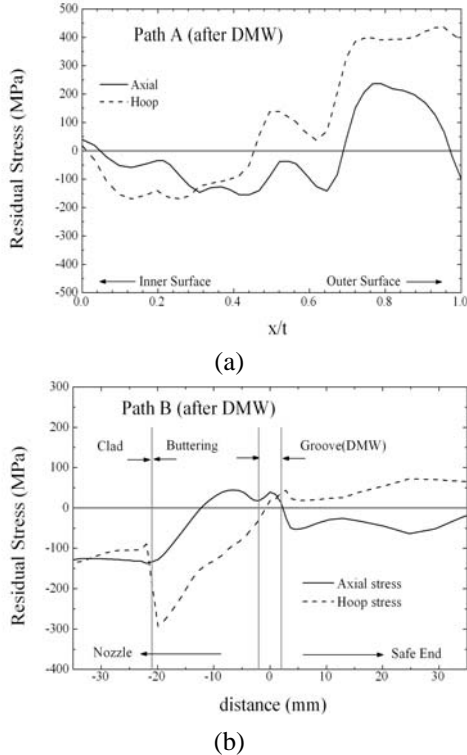 Path A (after DMW)
Axial
Hoop
Residual Stress (MPa)
500
400
300
200
100
0
-100
-200
-300
-400
-500
Inner Surface
Outer Surface
0.0 0.2 0.4 0.6 0.8 1.0
x/t
(a)
Path B (after DMW)
Clad
Buttering
Groove(DMW)
Residual Stress (MPa)
300
200
100
0
-100
-200
-300
-400
Axial stress
Hoop stress
Nozzle
Safe End
-30 -20 -10 0 10 20 30
distance (mm)
(b)